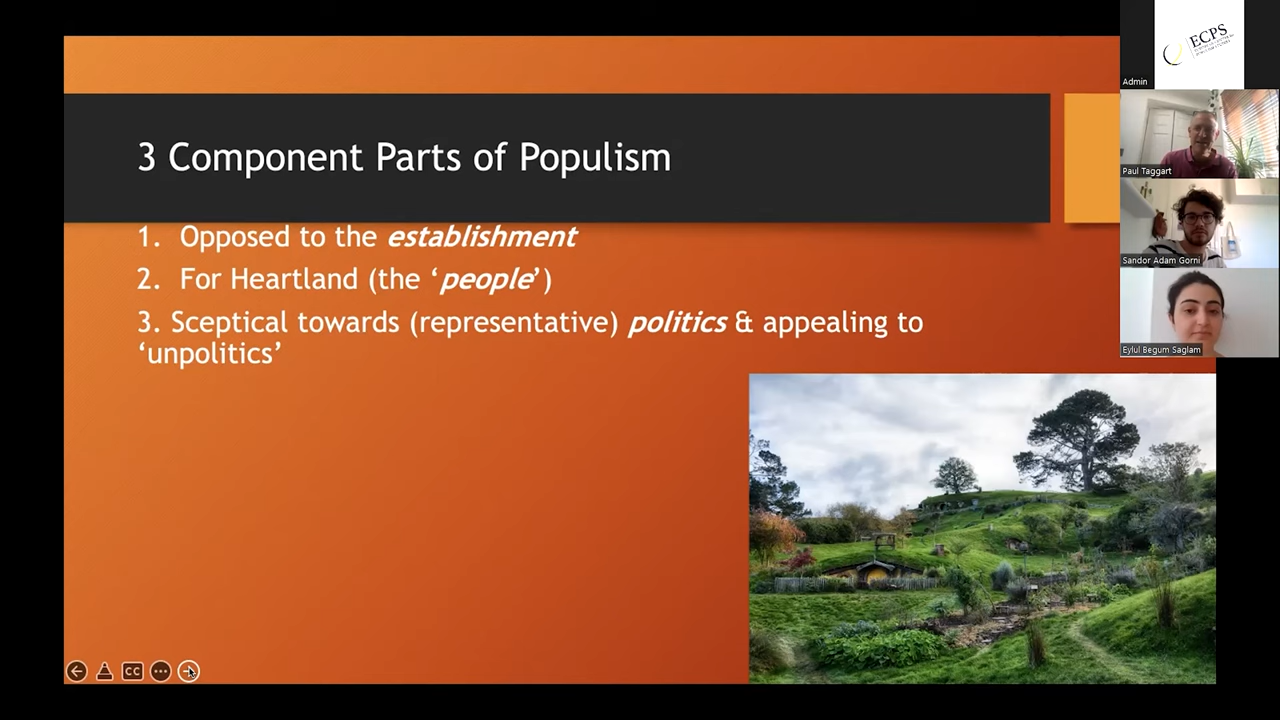 3 Component Parts of Populism
1. Opposed to the establishment
2. For Heartland (the ‘people’)
3. Sceptical towards (representative) politics & appealing to
‘unpolitics’
CC
ECPS
Admin
Paul Taggart
Sandor Adam Gorni
Eylul Begum Saglam